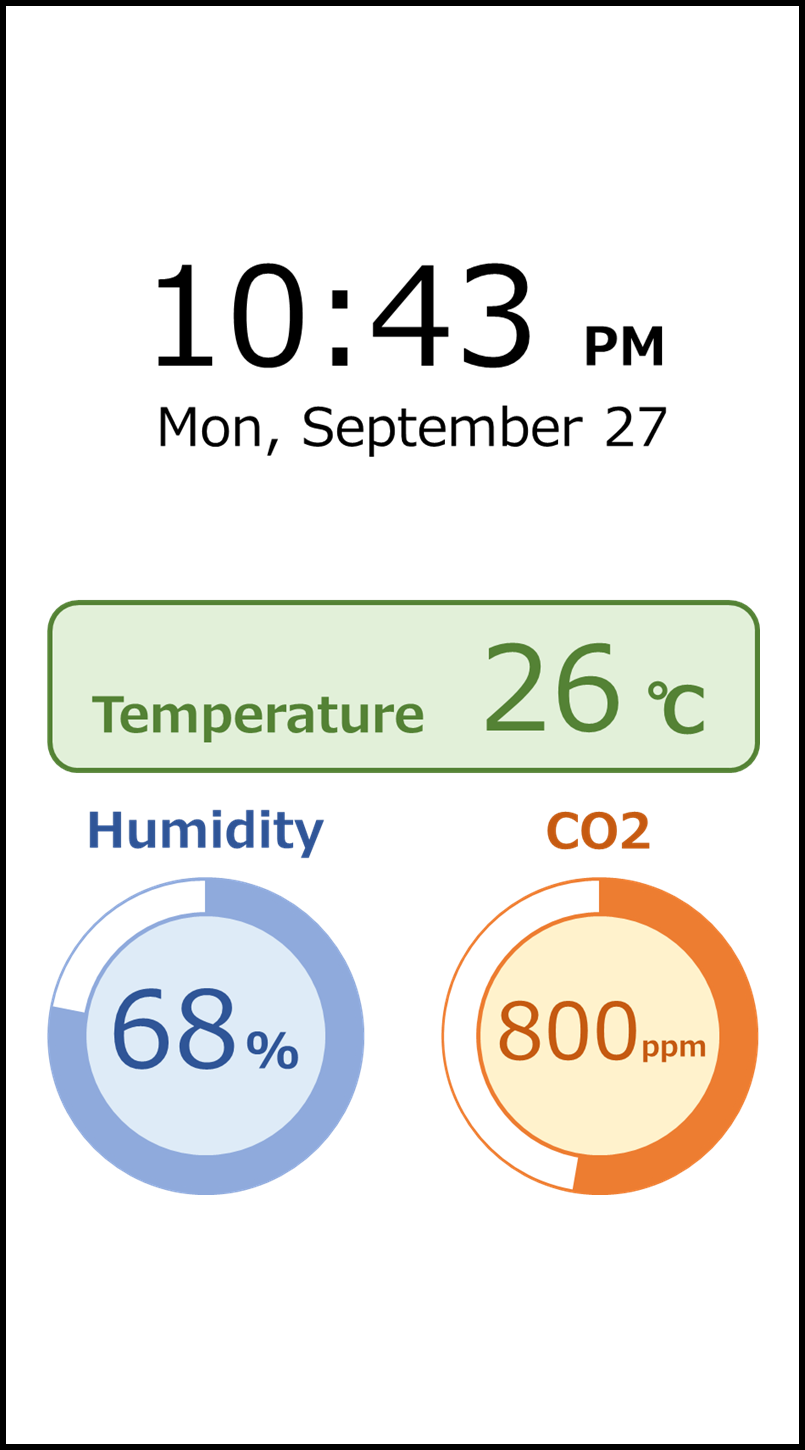 10:43 PM
Mon, September 27
Temperature 26 ℃
Humidity CO2
68% 800ppm